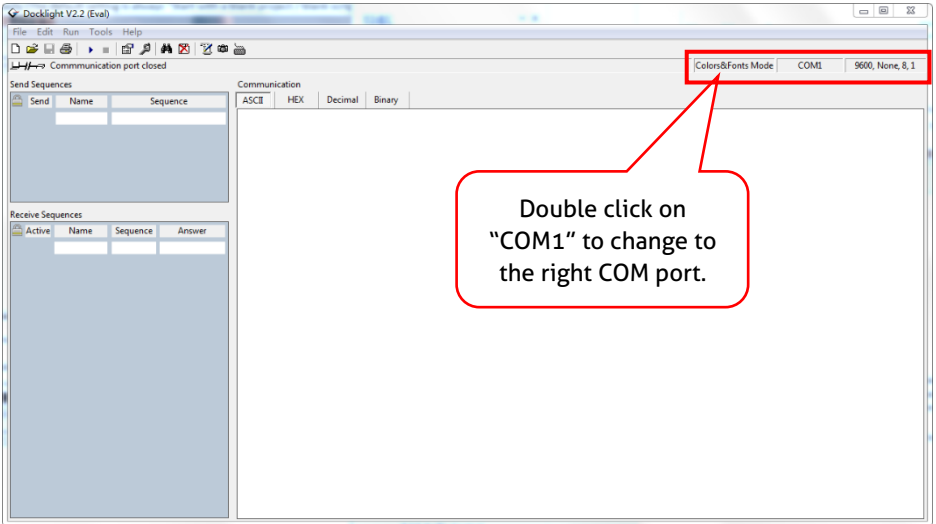 Docklight V2.2 (Eval)
File Edit Run Tools Help
Commmunication port closed
Colors&Fonts Mode COM1 9600, None, 8, 1
Send Sequences
Send Name Sequence
Communication
ASCII HEX Decimal Binary
Double click on
“COM1” to change to
the right COM port.
Receive Sequences
Active Name Sequence Answer